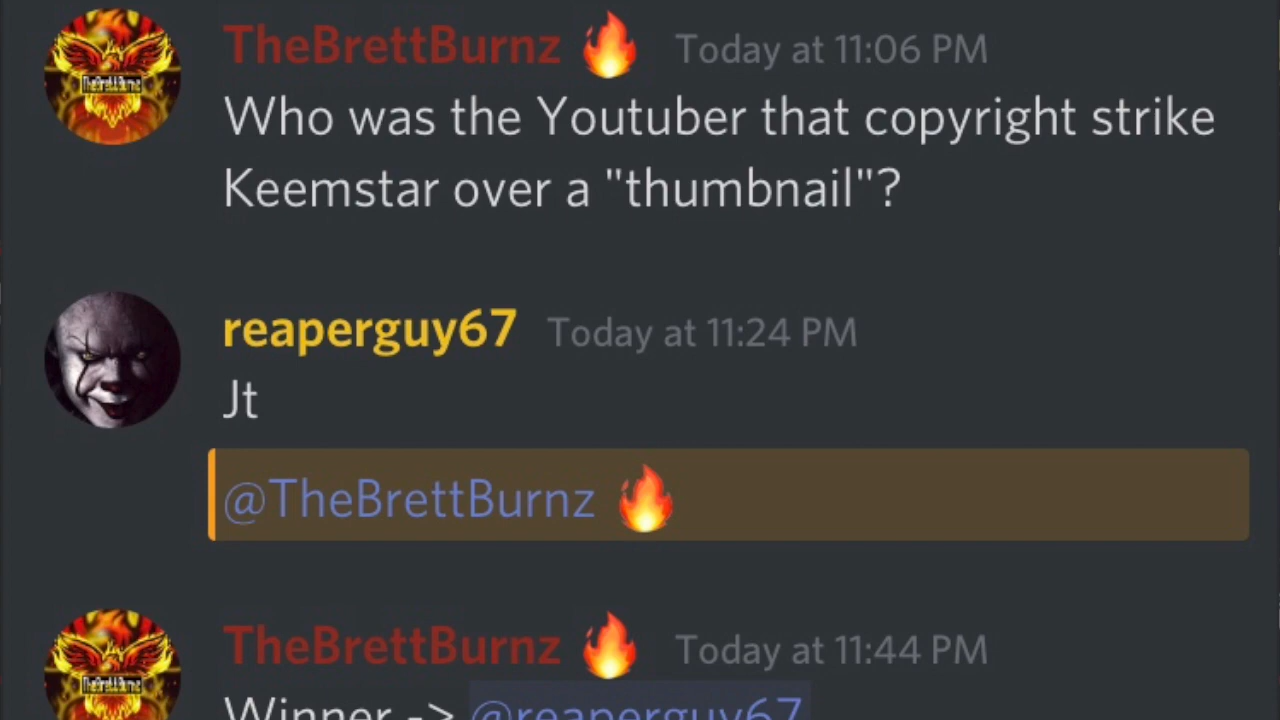 TheBrettBurnz 🔥 Today at 11:06 PM
Who was the Youtuber that copyright strike
Keemstar over a "thumbnail"?
reaperguy67 Today at 11:24 PM
Jt
@TheBrettBurnz 🔥
TheBrettBurnz 🔥 Today at 11:44 PM
Winner -> @reaperguy67